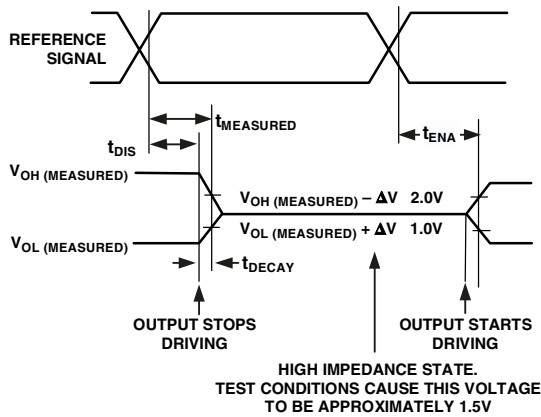 REFERENCE
SIGNAL
tMEASURED
tDIS
tENA
VOH (MEASURED)
VOH (MEASURED) – ΔV 2.0V
VOL (MEASURED) + ΔV 1.0V
VOL (MEASURED)
tDECAY
OUTPUT STOPS
DRIVING
OUTPUT STARTS
DRIVING
HIGH IMPEDANCE STATE.
TEST CONDITIONS CAUSE THIS VOLTAGE
TO BE APPROXIMATELY 1.5V